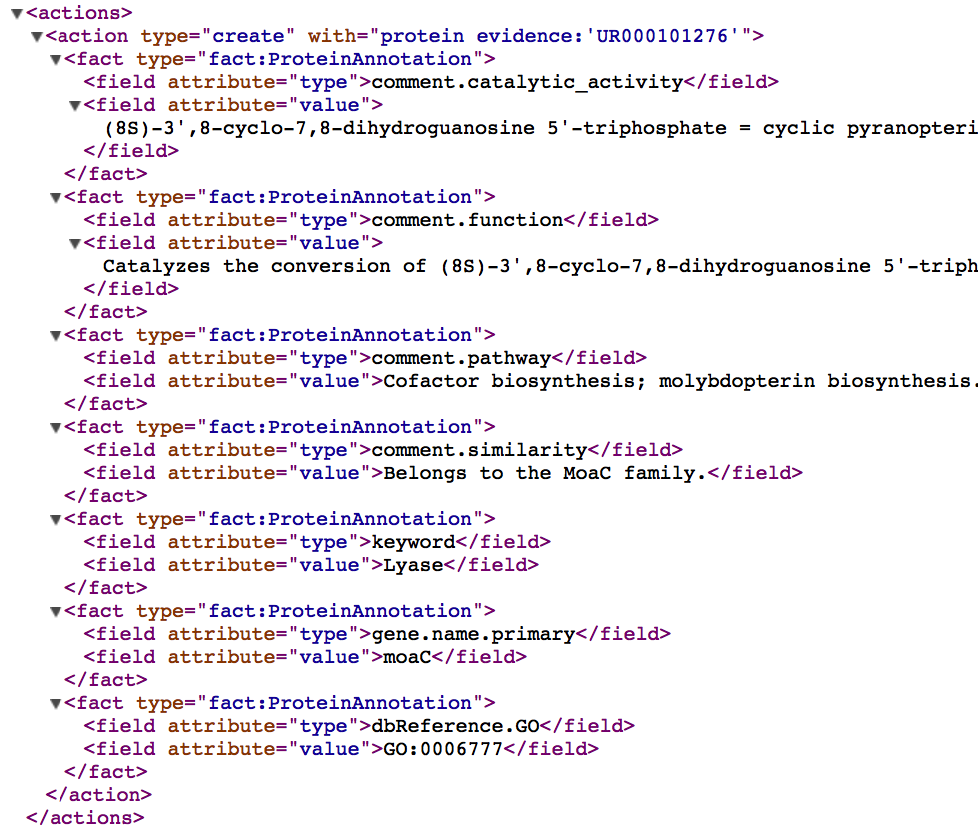 ▼<actions>
▼<action type="create" with="protein evidence:'UR000101276'">
▼<fact type="fact:ProteinAnnotation">
<field attribute="type">comment.catalytic_activity</field>
▼<field attribute="value">
(8S)-3',8-cyclo-7,8-dihydroguanosine 5'-triphosphate = cyclic pyranopteri
</field>
</fact>
▼<fact type="fact:ProteinAnnotation">
<field attribute="type">comment.function</field>
▼<field attribute="value">
Catalyzes the conversion of (8S)-3',8-cyclo-7,8-dihydroguanosine 5'-triph
</field>
</fact>
▼<fact type="fact:ProteinAnnotation">
<field attribute="type">comment.pathway</field>
<field attribute="value">Cofactor biosynthesis; molybdopterin biosynthesis.
</fact>
▼<fact type="fact:ProteinAnnotation">
<field attribute="type">comment.similarity</field>
<field attribute="value">Belongs to the MoaC family.</field>
</fact>
▼<fact type="fact:ProteinAnnotation">
<field attribute="type">keyword</field>
<field attribute="value">Lyase</field>
</fact>
▼<fact type="fact:ProteinAnnotation">
<field attribute="type">gene.name.primary</field>
<field attribute="value">moaC</field>
</fact>
▼<fact type="fact:ProteinAnnotation">
<field attribute="type">dbReference.GO</field>
<field attribute="value">GO:0006777</field>
</fact>
</action>
</actions>